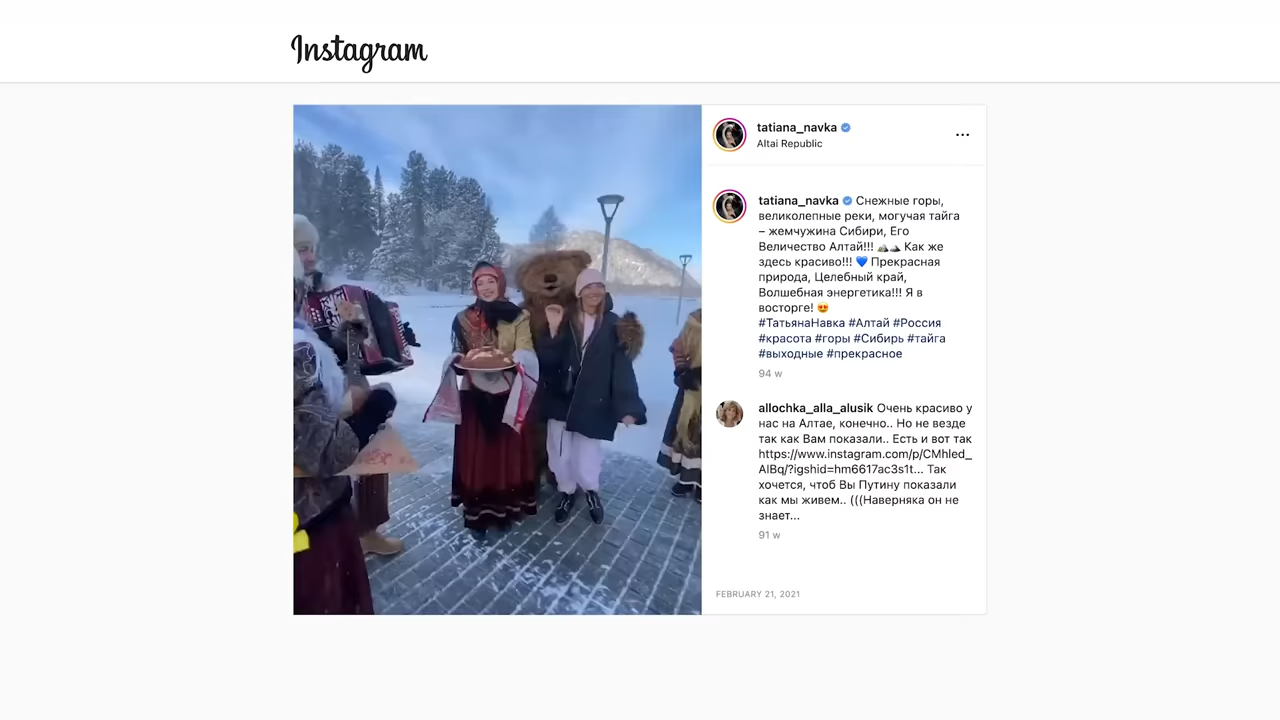 Instagram
tatiana_navka
Altai Republic
tatiana_navka Снежные горы,
великолепные реки, могучая тайга
– жемчужина Сибири, Его
Величество Алтай!!! ⛰️🏔️ Как же
здесь красиво!!! 💙 Прекрасная
природа, Целебный край,
Волшебная энергетика!!! Я в
восторге! 😍
#ТатьянаНавка #Алтай #Россия
#красота #горы #Сибирь #тайга
#выходные #прекрасное
94 w
allochka_alla_alusik Очень красиво у
нас на Алтае, конечно.. Но не везде
так как Вам показали.. Есть и вот так
https://www.instagram.com/p/CMhled_
AlBq/?igshid=hm6617ac3s1t... Так
хочется, чтоб Вы Путину показали
как мы живем.. (((Наверняка он не
знает...
91 w
FEBRUARY 21, 2021